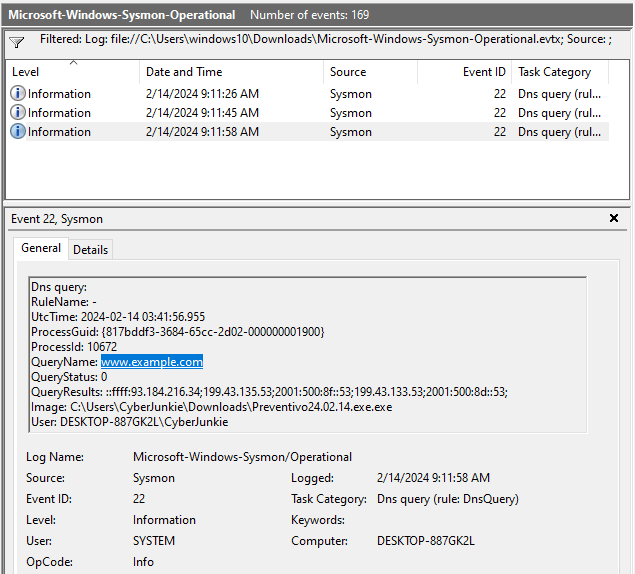 Microsoft-Windows-Sysmon-Operational Number of events: 169
Filtered: Log: file://C:\Users\windows10\Downloads\Microsoft-Windows-Sysmon-Operational.evtx; Source: ;
Level Date and Time Source Event ID Task Category
Information 2/14/2024 9:11:26 AM Sysmon 22 Dns query (rul...
Information 2/14/2024 9:11:45 AM Sysmon 22 Dns query (rul...
Information 2/14/2024 9:11:58 AM Sysmon 22 Dns query (rul...
Event 22, Sysmon
General Details
Dns query:
RuleName: -
UtcTime: 2024-02-14 03:41:56.955
ProcessGuid: {817bddf3-3684-65cc-2d02-000000001900}
ProcessId: 10672
QueryName: www.example.com
QueryStatus: 0
QueryResults: ::ffff:93.184.216.34;199.43.135.53;2001:500:8f::53;199.43.133.53;2001:500:8d::53;
Image: C:\Users\CyberJunkie\Downloads\Preventivo24.02.14.exe.exe
User: DESKTOP-887GK2L\CyberJunkie
Log Name: Microsoft-Windows-Sysmon/Operational
Source: Sysmon Logged: 2/14/2024 9:11:58 AM
Event ID: 22 Task Category: Dns query (rule: DnsQuery)
Level: Information Keywords:
User: SYSTEM Computer: DESKTOP-887GK2L
OpCode: Info